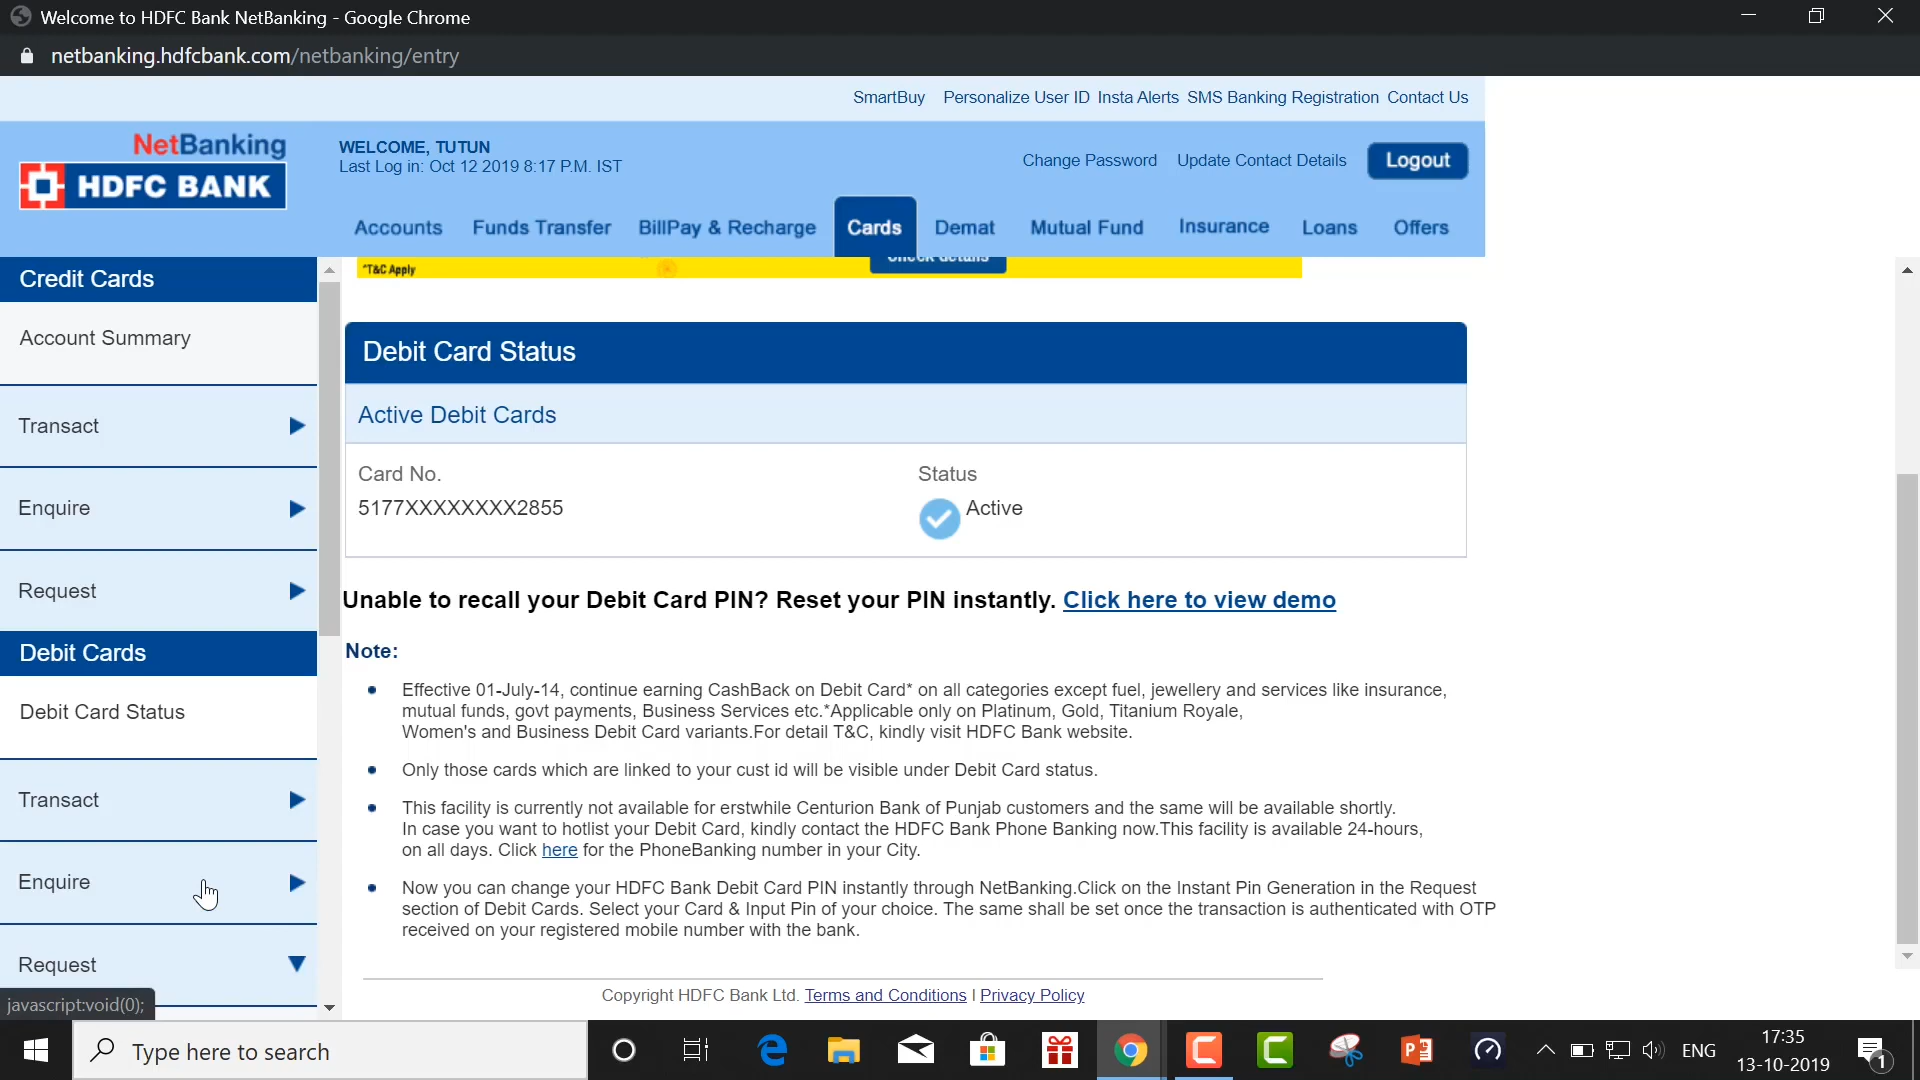 Welcome to HDFC Bank NetBanking - Google Chrome
netbanking.hdfcbank.com/netbanking/entry
SmartBuy Personalize User ID Insta Alerts SMS Banking Registration Contact Us
NetBanking
HDFC BANK
WELCOME, TUTUN
Last Log in: Oct 12 2019 8:17 P.M. IST
Change Password Update Contact Details Logout
Accounts Funds Transfer BillPay & Recharge Cards Demat Mutual Fund Insurance Loans Offers
*T&C Apply
Check details
Credit Cards
Account Summary
Transact
Enquire
Request
Debit Cards
Debit Card Status
Transact
Enquire
Request
javascript:void(0);
Debit Card Status
Active Debit Cards
Card No. Status
5177XXXXXXXX2855 Active
Unable to recall your Debit Card PIN? Reset your PIN instantly. Click here to view demo
Note:
Effective 01-July-14, continue earning CashBack on Debit Card* on all categories except fuel, jewellery and services like insurance,
mutual funds, govt payments, Business Services etc.*Applicable only on Platinum, Gold, Titanium Royale,
Women's and Business Debit Card variants.For detail T&C, kindly visit HDFC Bank website.
Only those cards which are linked to your cust id will be visible under Debit Card status.
This facility is currently not available for erstwhile Centurion Bank of Punjab customers and the same will be available shortly.
In case you want to hotlist your Debit Card, kindly contact the HDFC Bank Phone Banking now.This facility is available 24-hours,
on all days. Click here for the PhoneBanking number in your City.
Now you can change your HDFC Bank Debit Card PIN instantly through NetBanking.Click on the Instant Pin Generation in the Request
section of Debit Cards. Select your Card & Input Pin of your choice. The same shall be set once the transaction is authenticated with OTP
received on your registered mobile number with the bank.
Copyright HDFC Bank Ltd. Terms and Conditions | Privacy Policy
Type here to search
ENG
17:35
13-10-2019
1